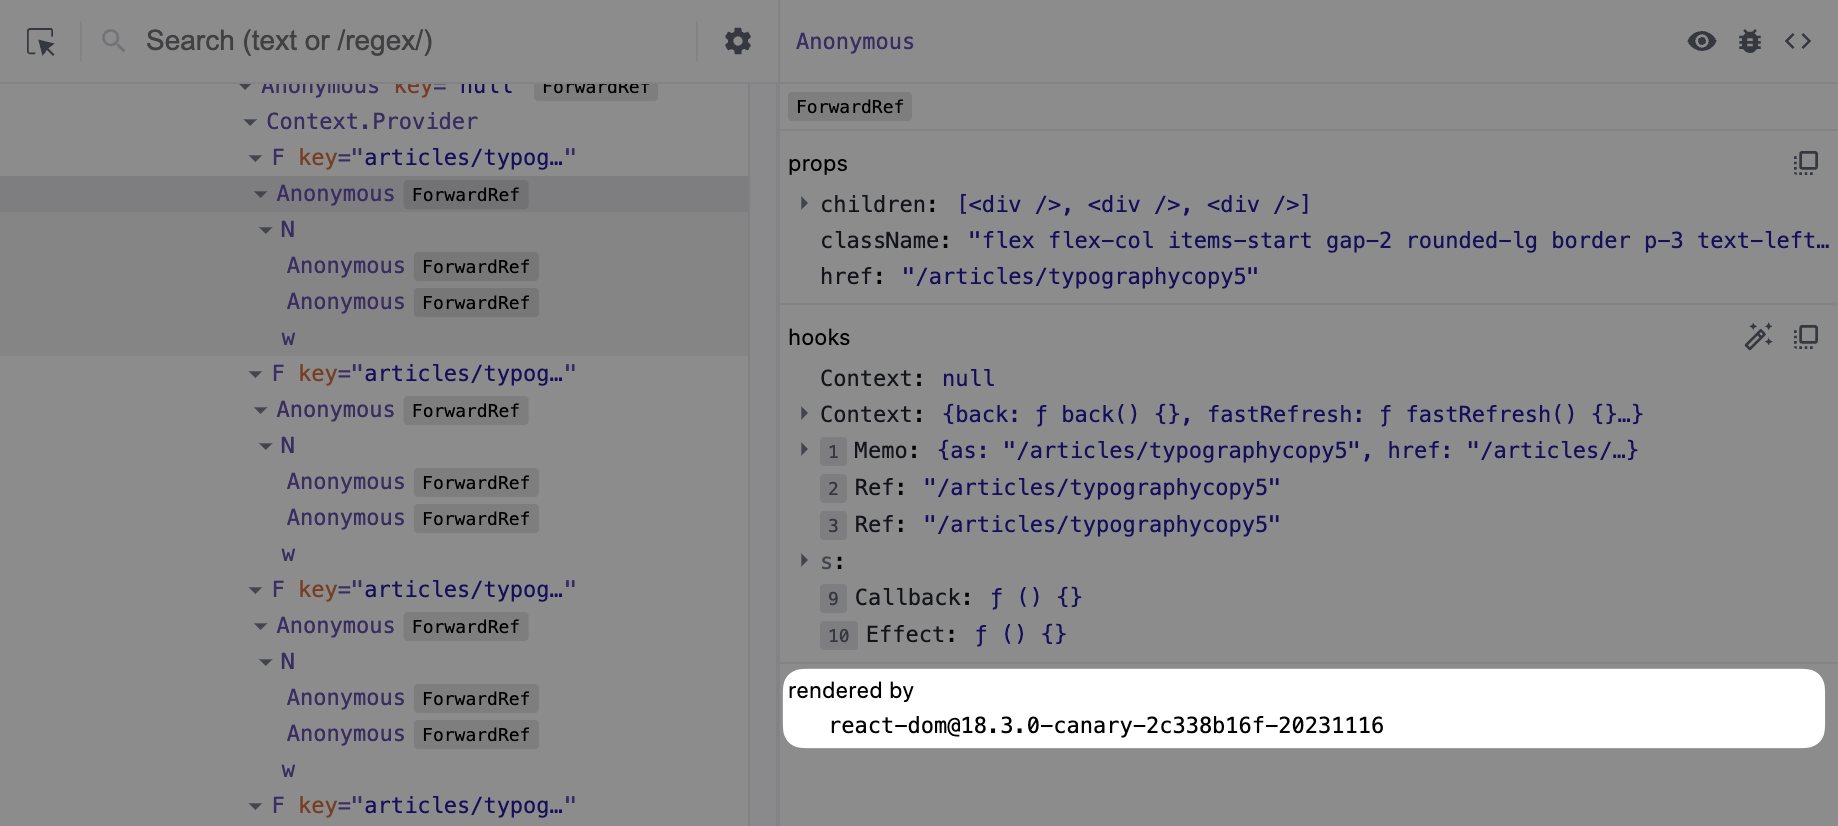 Search (text or /regex/)
Anonymous key="null" ForwardRef
Context.Provider
F key="articles/typog…"
Anonymous ForwardRef
N
Anonymous ForwardRef
Anonymous ForwardRef
w
F key="articles/typog…"
Anonymous ForwardRef
N
Anonymous ForwardRef
Anonymous ForwardRef
w
F key="articles/typog…"
Anonymous ForwardRef
N
Anonymous ForwardRef
Anonymous ForwardRef
w
F key="articles/typog…"
Anonymous
ForwardRef
props
children: [<div />, <div />, <div />]
className: "flex flex-col items-start gap-2 rounded-lg border p-3 text-left…
href: "/articles/typographycopy5"
hooks
Context: null
Context: {back: ƒ back() {}, fastRefresh: ƒ fastRefresh() {}…}
1 Memo: {as: "/articles/typographycopy5", href: "/articles/…}
2 Ref: "/articles/typographycopy5"
3 Ref: "/articles/typographycopy5"
s:
9 Callback: ƒ () {}
10 Effect: ƒ () {}
rendered by
react-dom@18.3.0-canary-2c338b16f-20231116